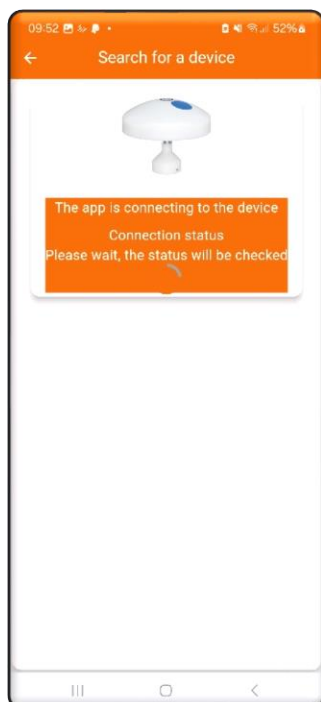 09:52 52%
Search for a device
The app is connecting to the device
Connection status
Please wait, the status will be checked